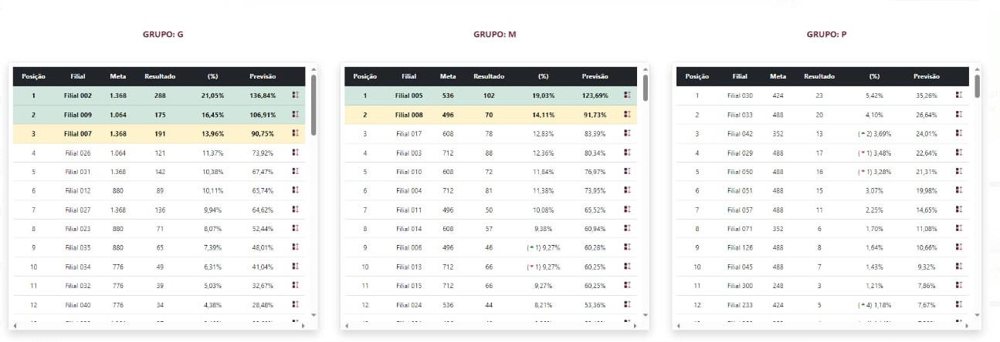 GRUPO: G
Posição Filial Meta Resultado (%) Previsão
1 Filial 002 1.368 288 21,05% 136,84%
2 Filial 009 1.064 175 16,45% 106,91%
3 Filial 007 1.368 191 13,96% 90,75%
4 Filial 026 1.064 121 11,37% 73,92%
5 Filial 031 1.368 142 10,38% 67,47%
6 Filial 012 880 89 10,11% 65,74%
7 Filial 027 1.368 136 9,94% 64,62%
8 Filial 023 880 71 8,07% 52,44%
9 Filial 035 880 65 7,39% 48,01%
10 Filial 034 776 49 6,31% 41,04%
11 Filial 032 776 39 5,03% 32,67%
12 Filial 040 776 34 4,38% 28,48%
GRUPO: M
Posição Filial Meta Resultado (%) Previsão
1 Filial 005 536 102 19,03% 123,69%
2 Filial 008 496 70 14,11% 91,73%
3 Filial 017 608 78 12,83% 83,39%
4 Filial 003 712 88 12,36% 80,34%
5 Filial 010 608 72 11,84% 76,97%
6 Filial 004 712 81 11,38% 73,95%
7 Filial 011 496 50 10,08% 65,52%
8 Filial 014 608 57 9,38% 60,94%
9 Filial 006 496 46 (▲ 1) 9,27% 60,28%
10 Filial 013 712 66 (▼ 1) 9,27% 60,25%
11 Filial 015 712 66 9,27% 60,25%
12 Filial 024 536 44 8,21% 53,36%
GRUPO: P
Posição Filial Meta Resultado (%) Previsão
1 Filial 030 424 23 5,42% 35,26%
2 Filial 033 488 20 4,10% 26,64%
3 Filial 042 352 13 (▲ 2) 3,69% 24,01%
4 Filial 029 488 17 (▼ 1) 3,48% 22,64%
5 Filial 050 488 16 (▼ 1) 3,28% 21,31%
6 Filial 051 488 15 3,07% 19,98%
7 Filial 057 488 11 2,25% 14,65%
8 Filial 071 352 6 1,70% 11,08%
9 Filial 126 488 8 1,64% 10,66%
10 Filial 045 488 7 1,43% 9,32%
11 Filial 300 248 3 1,21% 7,86%
12 Filial 233 424 5 (▲ 4) 1,18% 7,67%